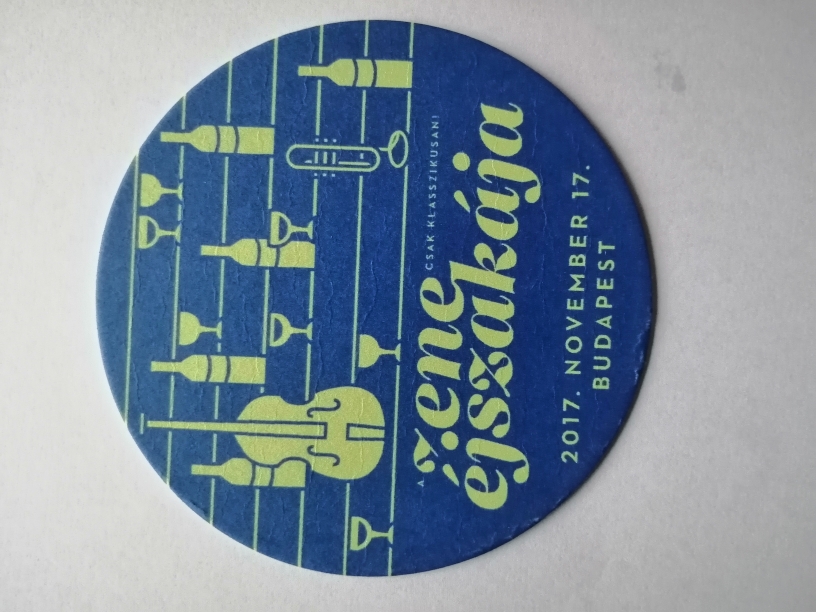 A zene
CSAK KLASSZIKUSAN!
éjszakája
2017. NOVEMBER 17.
BUDAPEST